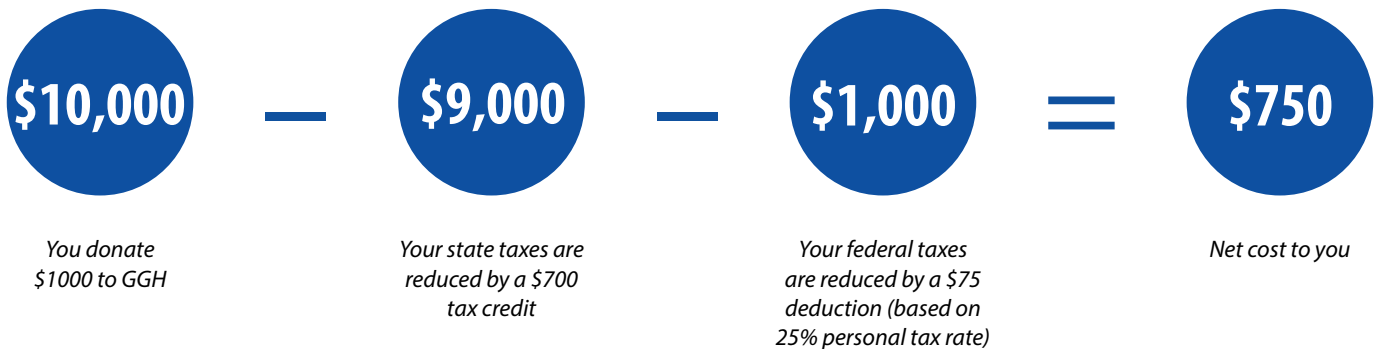 $10,000
$9,000
$1,000
$750
You donate
$1000 to GGH
Your state taxes are
reduced by a $700
tax credit
Your federal taxes
are reduced by a $75
deduction (based on
25% personal tax rate)
Net cost to you